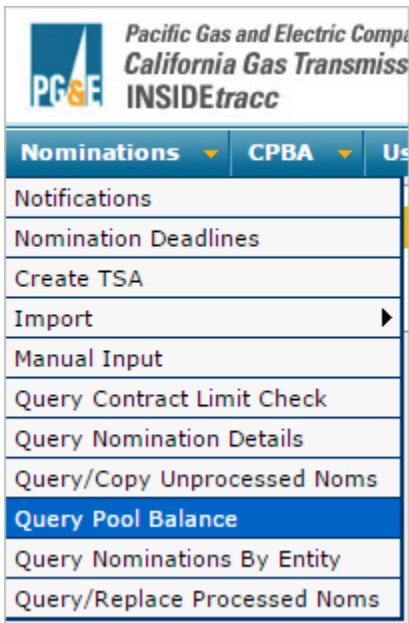 Pacific Gas and Electric
California Gas
INSIDEtracc
PG&E
Nominations CPBA
Notifications
Nomination Deadlines
Create TSA
Import
Manual Input
Query Contract Limit Check
Query Nomination Details
Query/Copy Unprocessed Noms
Query Pool Balance
Query Nominations By Entity
Query/Replace Processed Noms